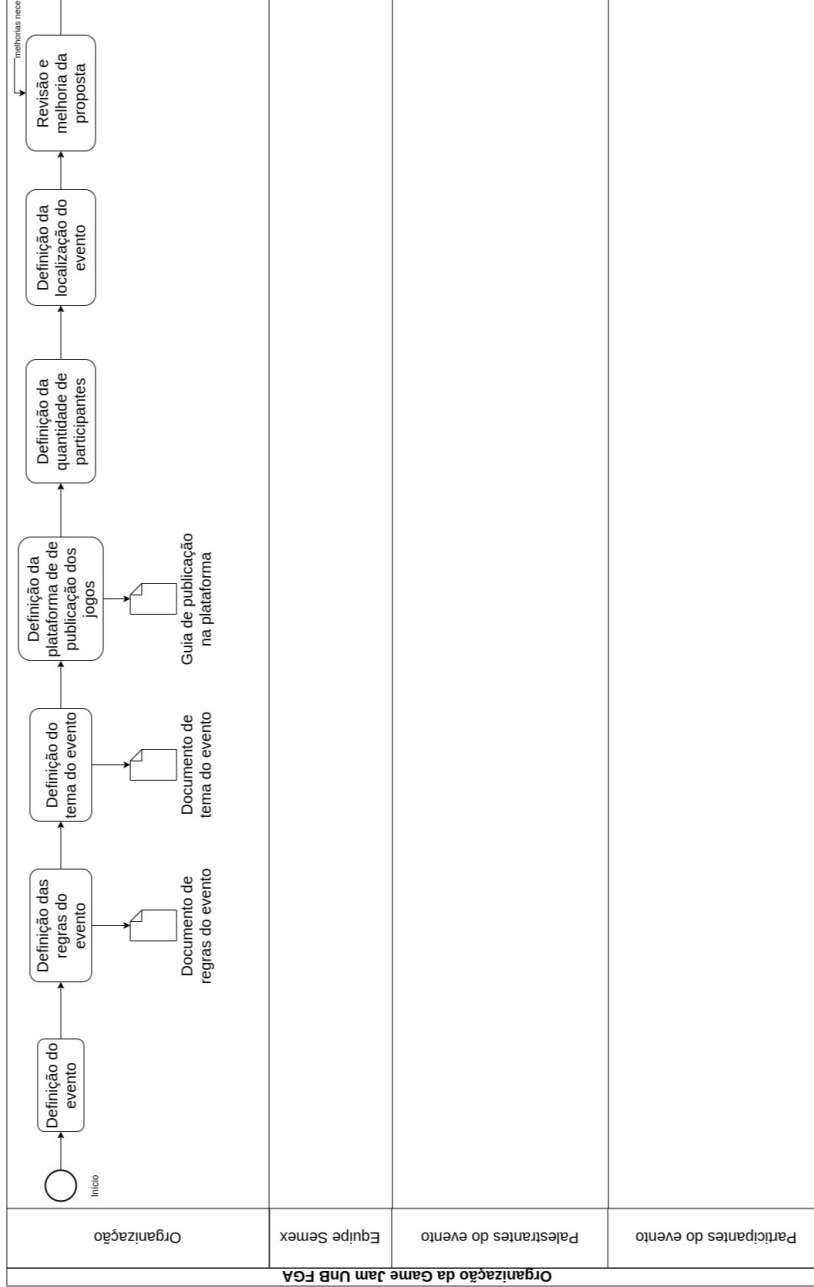 Organização da Game Jam UnB FGA
Organização
Equipe Semex
Palestrantes do evento
Participantes do evento
Início
Definição do
evento
Definição das
regras do
evento
Documento de
regras do evento
Definição do
tema do evento
Documento de
tema do evento
Definição da
plataforma de de
publicação dos
jogos
Guia de publicação
na plataforma
Definição da
quantidade de
participantes
Definição da
localização do
evento
Revisão e
melhoria da
proposta
melhorias nece